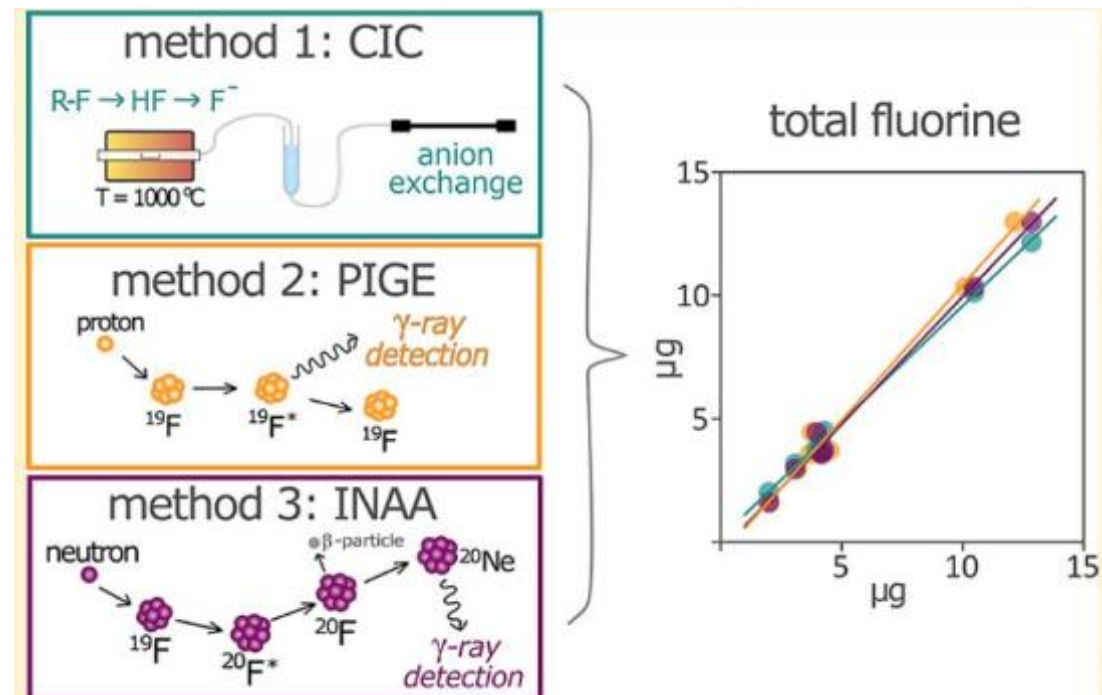 method 1: CIC
R-F → HF → F⁻
T = 1000 ⁰C
anion
exchange
method 2: PIGE
proton
γ-ray
detection
¹⁹F
¹⁹F*
¹⁹F
method 3: INAA
neutron
β-particle
²⁰Ne
¹⁹F
²⁰F*
²⁰F
γ-ray
detection
total fluorine
15
10
5
µg
5
10
15
µg